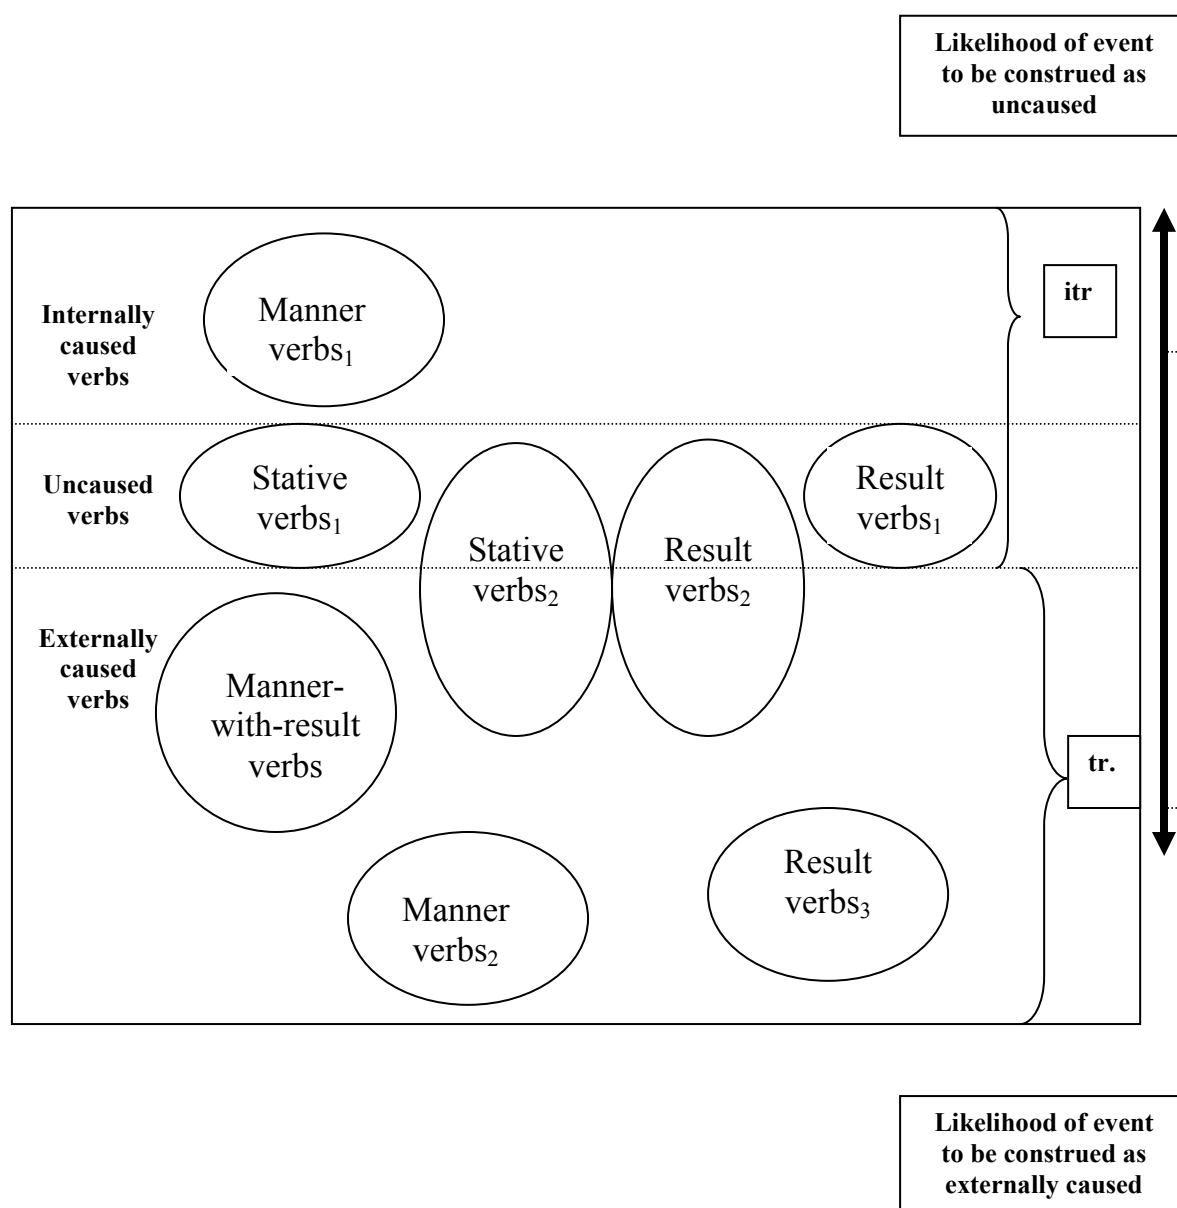 Likelihood of event
to be construed as
uncaused
itr
Internally
caused
verbs
Manner
verbs₁
Uncaused
verbs
Stative
verbs₁
Stative
verbs₂
Result
verbs₂
Result
verbs₁
Externally
caused
verbs
Manner-
with-result
verbs
tr.
Manner
verbs₂
Result
verbs₃
Likelihood of event
to be construed as
externally caused